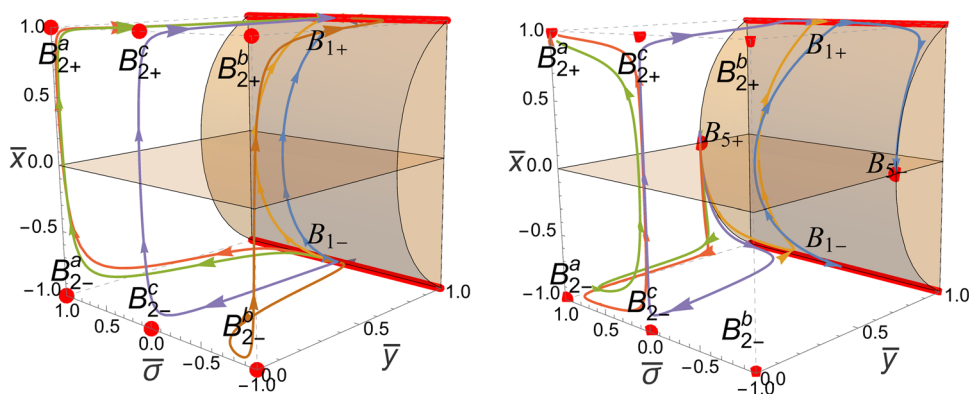 1.0
B^a_{2+}
B^c_{2+}
B^b_{2+}
B_{1+}
0.5
x̄
0.0
−0.5
B_{1−}
B^a_{2−}
−1.0
1.0
0.5
B^c_{2−}
0.0
σ̄
−0.5
B^b_{2−}
−1.0
0.0
0.5
ȳ
1.0
1.0
B^a_{2+}
B^c_{2+}
B^b_{2+}
B_{1+}
0.5
B_{5+}
x̄
0.0
B_{5−}
−0.5
B_{1−}
B^a_{2−}
−1.0
1.0
0.5
B^c_{2−}
0.0
σ̄
−0.5
B^b_{2−}
−1.0
0.0
0.5
ȳ
1.0